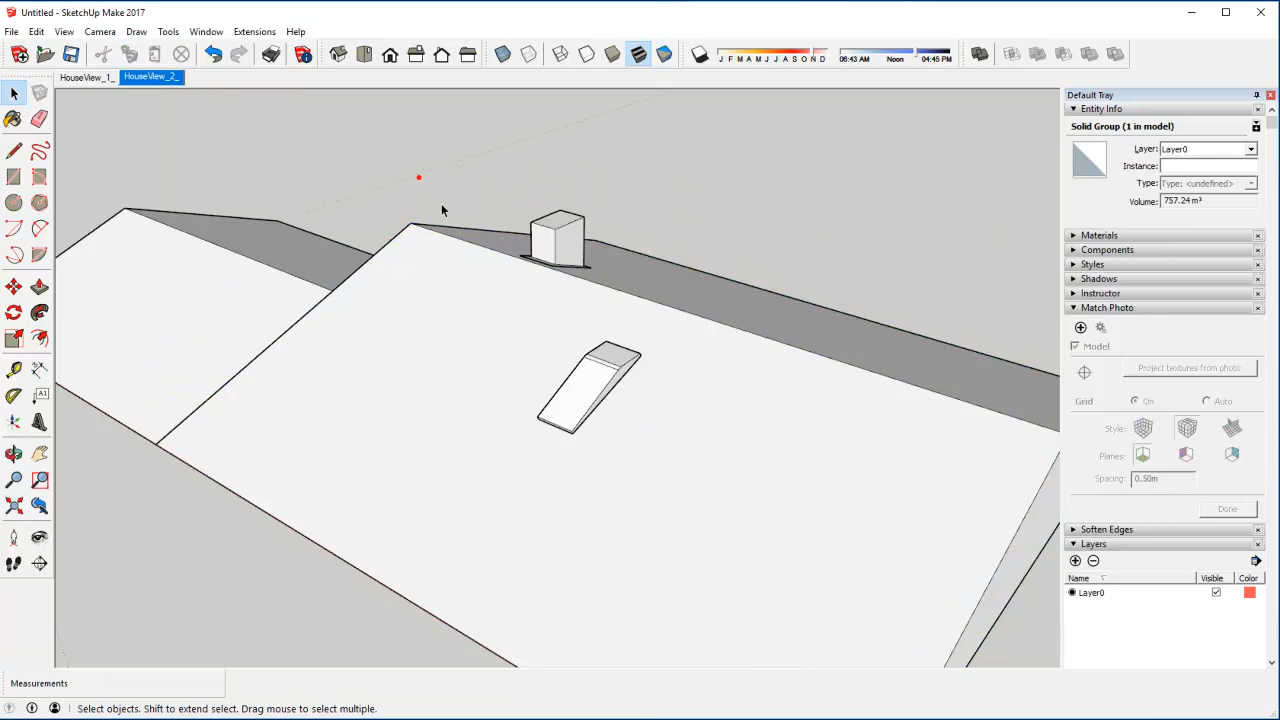 Untitled - SketchUp Make 2017
File Edit View Camera Draw Tools Window Extensions Help
J F M A M J J A S O N D 06:43 AM Noon 04:45 PM
HouseView_1_ HouseView_2_
Default Tray
Entity Info
Solid Group (1 in model)
Layer: Layer0
Instance:
Type: Type: <undefined>
Volume: 757.24 m³
Materials
Components
Styles
Shadows
Instructor
Match Photo
Model
Project textures from photo
Grid On Auto
Style:
Planes:
Spacing: 0.50m
Done
Soften Edges
Layers
Name Visible Color
Layer0
A1
Measurements
Select objects. Shift to extend select. Drag mouse to select multiple.